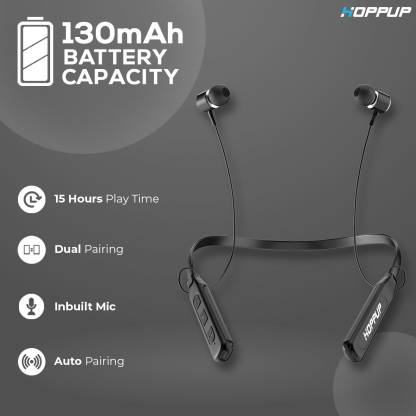 HOPPUP
130mAh
BATTERY
CAPACITY
15 Hours Play Time
Dual Pairing
Inbuilt Mic
Auto Pairing
HOPPUP